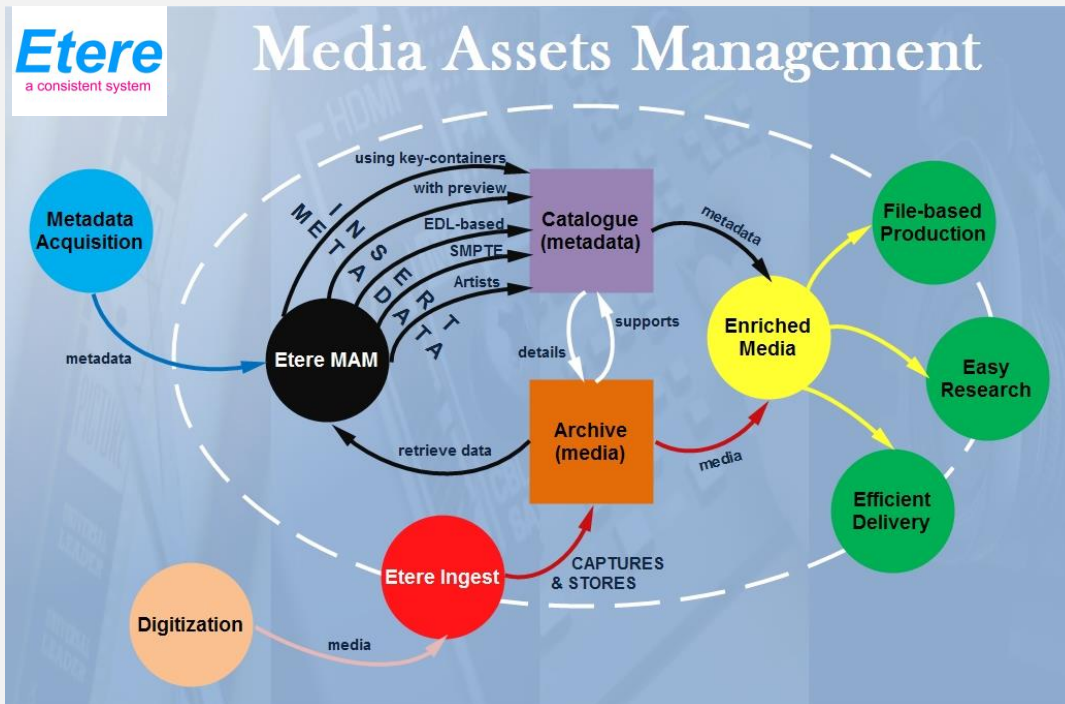 Etere
a consistent system
Media Assets Management
using key-containers
with preview
EDL-based
SMPTE
Artists
INSERT
METADATA
Metadata
Acquisition
metadata
Etere MAM
Catalogue
(metadata)
metadata
File-based
Production
details
supports
Enriched
Media
Easy
Research
retrieve data
Archive
(media)
media
Efficient
Delivery
Etere Ingest
CAPTURES
& STORES
Digitization
media
HDMI